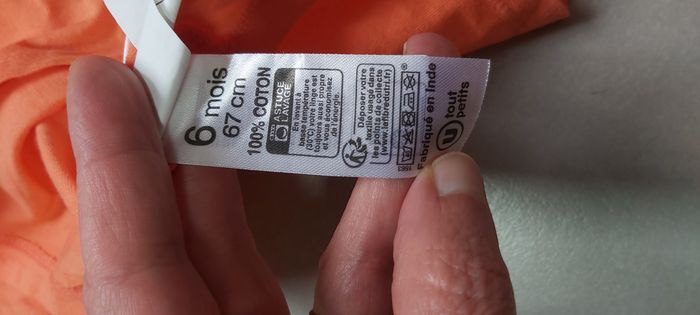 6 mois
67 cm
100% COTON
ASTUCE
LAVAGE
En lavant à
basse température
(30°C) votre linge est
toujours aussi propre
et vous économisez
de l'énergie.
Déposer votre
textile usagé dans
les points de collecte
(www.lafibredutri.fr)
1563
Fabriqué en Inde
U tout
petits